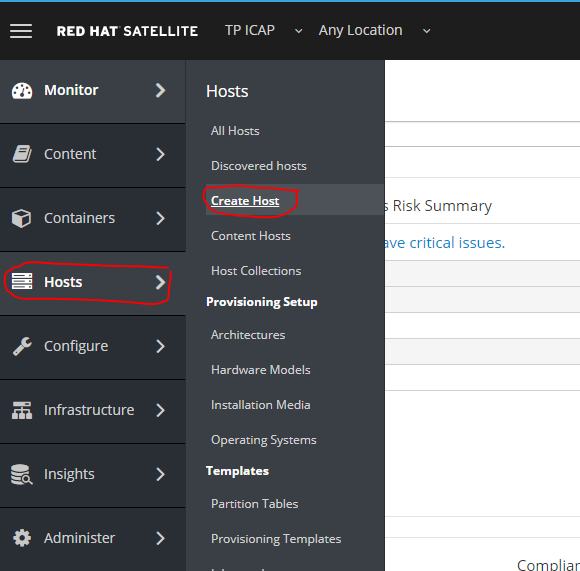 RED HAT SATELLITE TP ICAP Any Location
Monitor
Content
Containers
Hosts
Configure
Infrastructure
Insights
Administer
Hosts
All Hosts
Discovered hosts
Create Host
Content Hosts
Host Collections
Provisioning Setup
Architectures
Hardware Models
Installation Media
Operating Systems
Templates
Partition Tables
Provisioning Templates
s Risk Summary
ave critical issues.
Complian